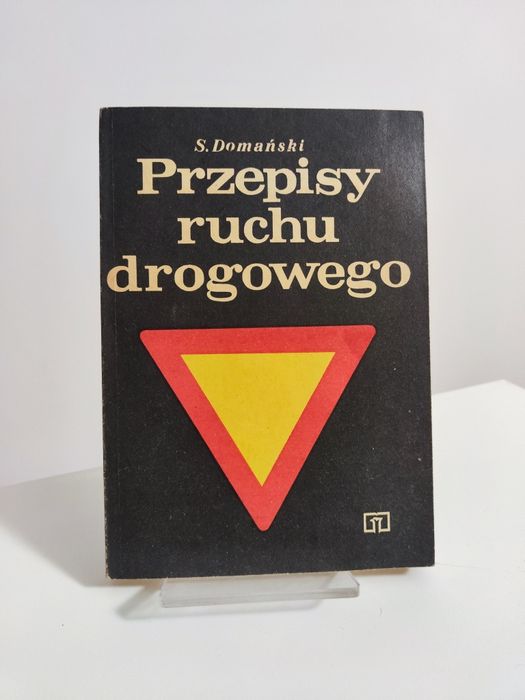 S. Domański
Przepisy
ruchu
drogowego